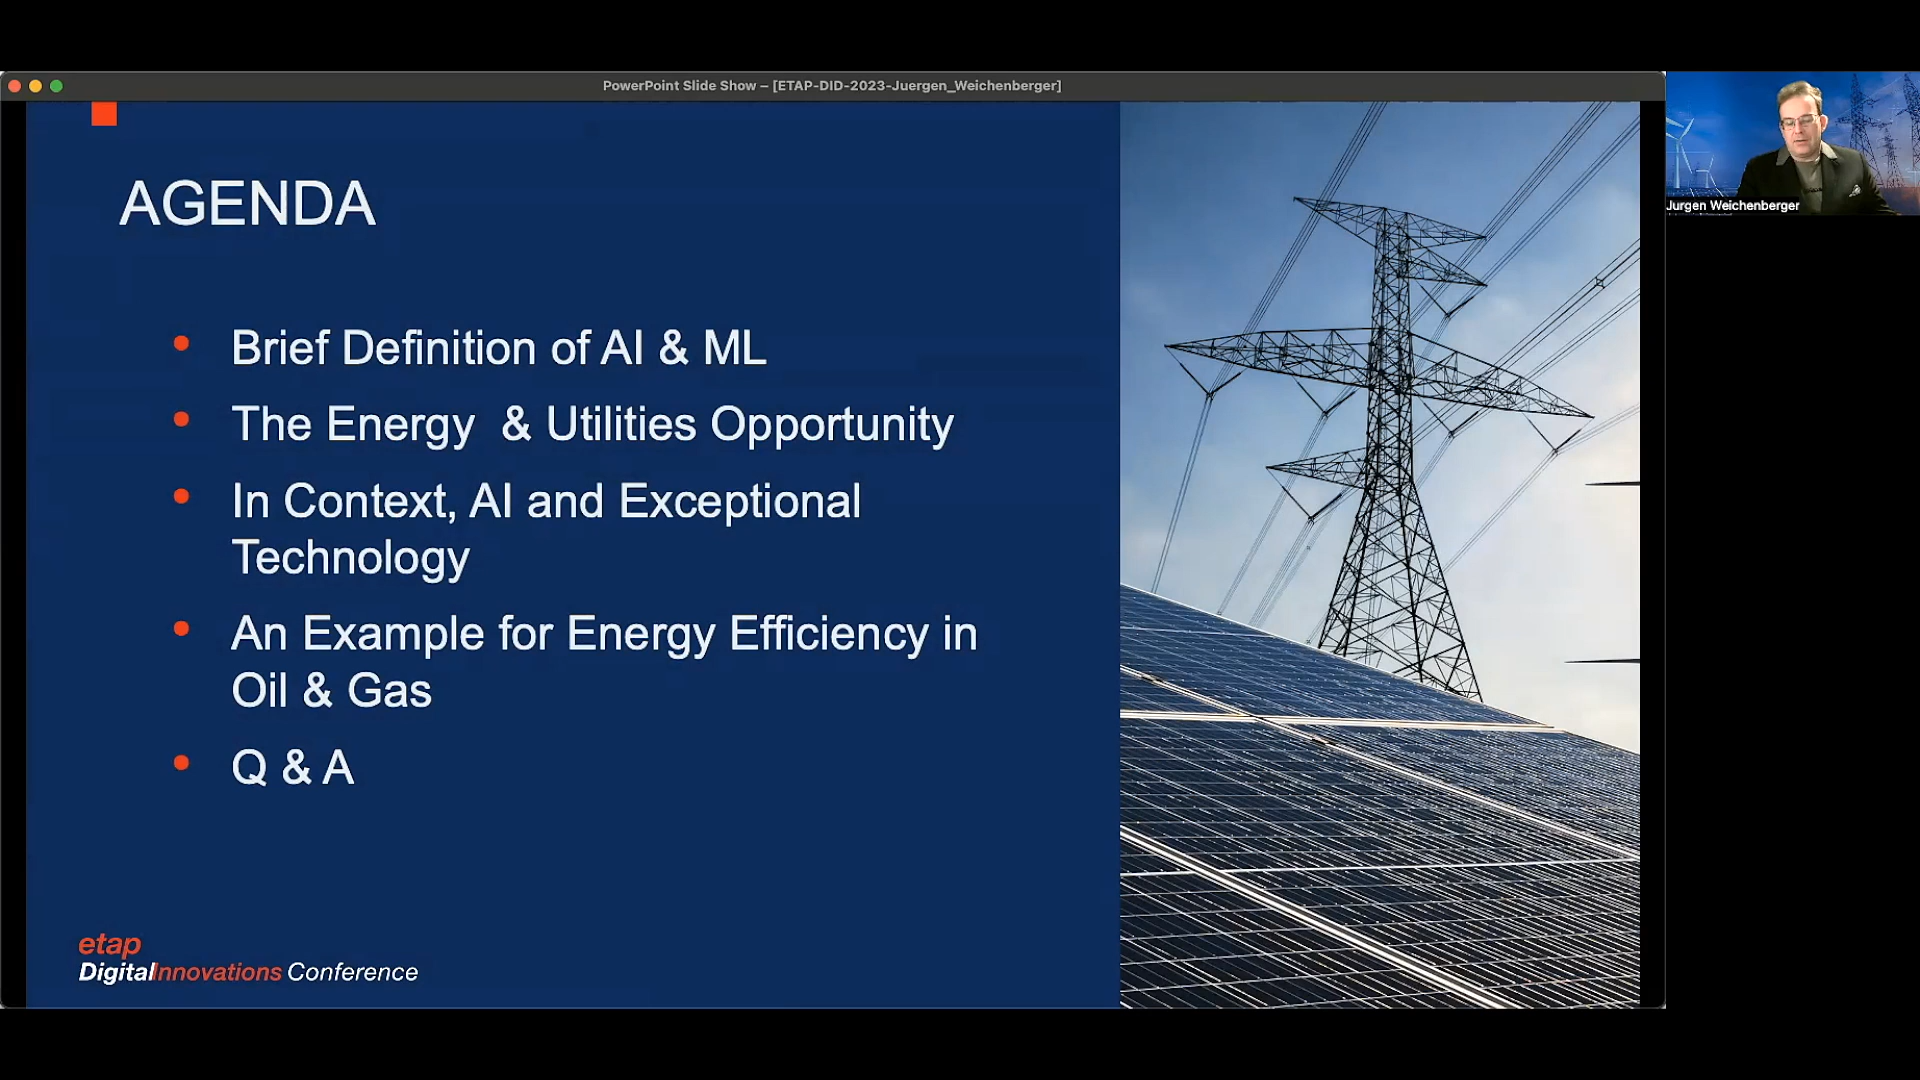 PowerPoint Slide Show – [ETAP-DID-2023-Juergen_Weichenberger]
Jurgen Weichenberger
AGENDA
• Brief Definition of AI & ML
• The Energy  & Utilities Opportunity
• In Context, AI and Exceptional
Technology
• An Example for Energy Efficiency in
Oil & Gas
• Q & A
etap
DigitalInnovations Conference